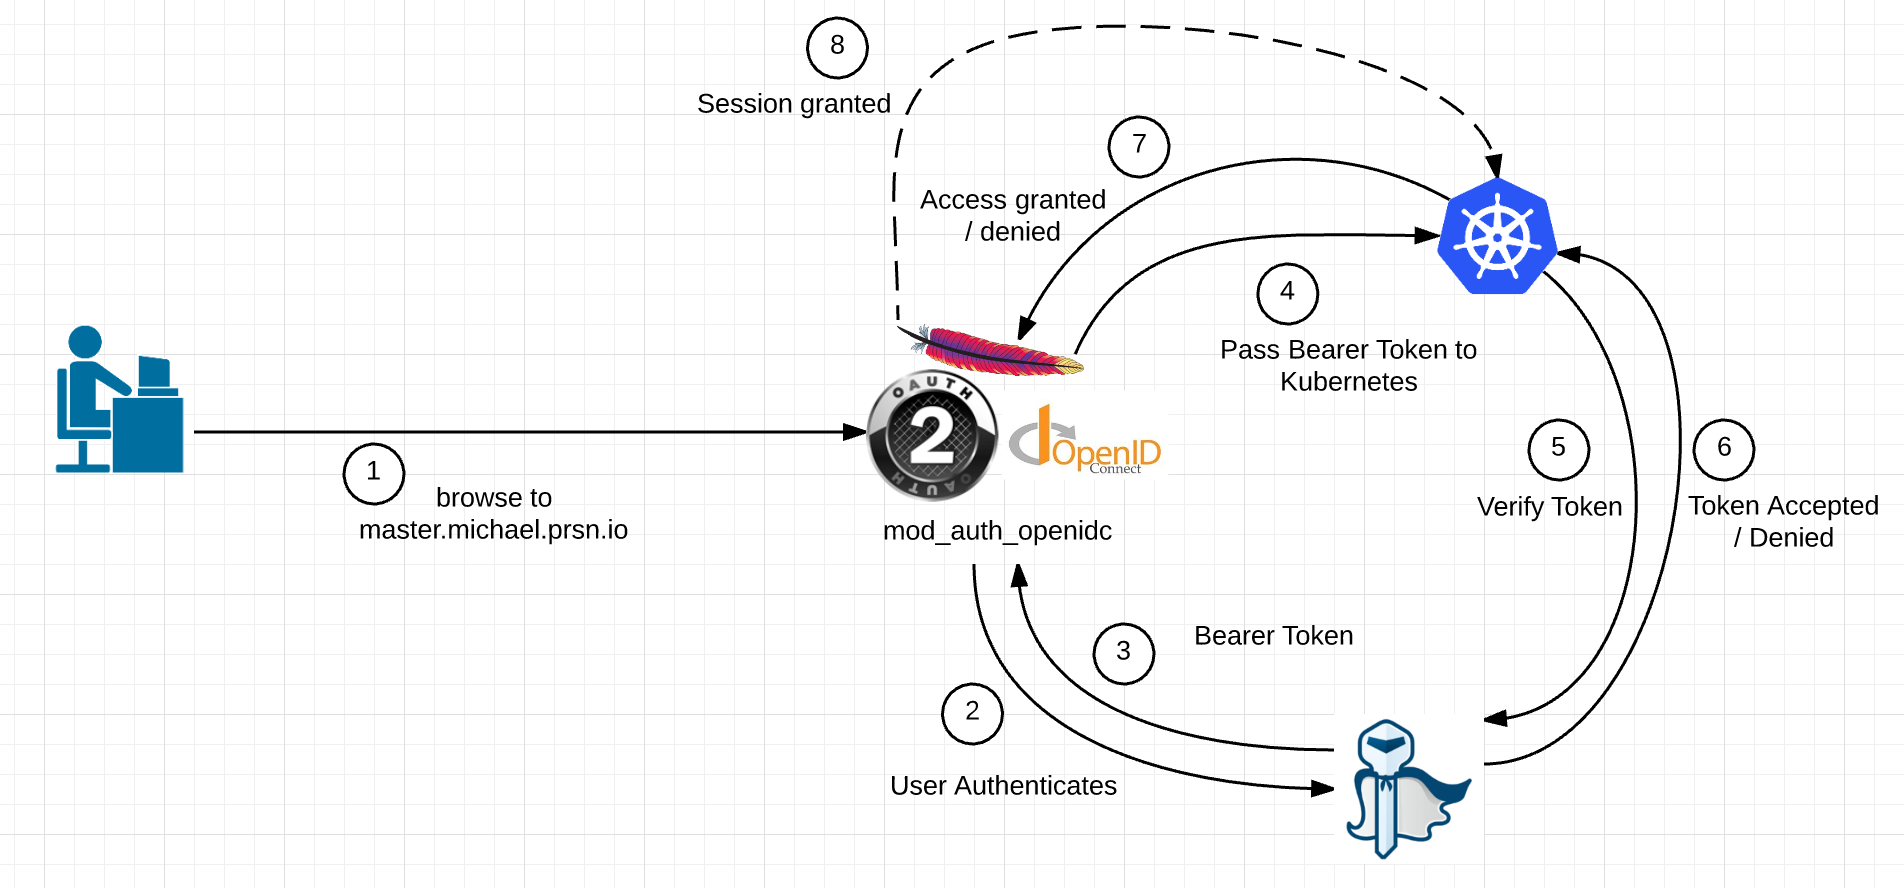 8
Session granted
7
Access granted
/ denied
4
Pass Bearer Token to
Kubernetes
1
browse to
master.michael.prsn.io
OAUTH
2
OAUTH
OpenID
Connect
mod_auth_openidc
5
Verify Token
6
Token Accepted
/ Denied
3
Bearer Token
2
User Authenticates